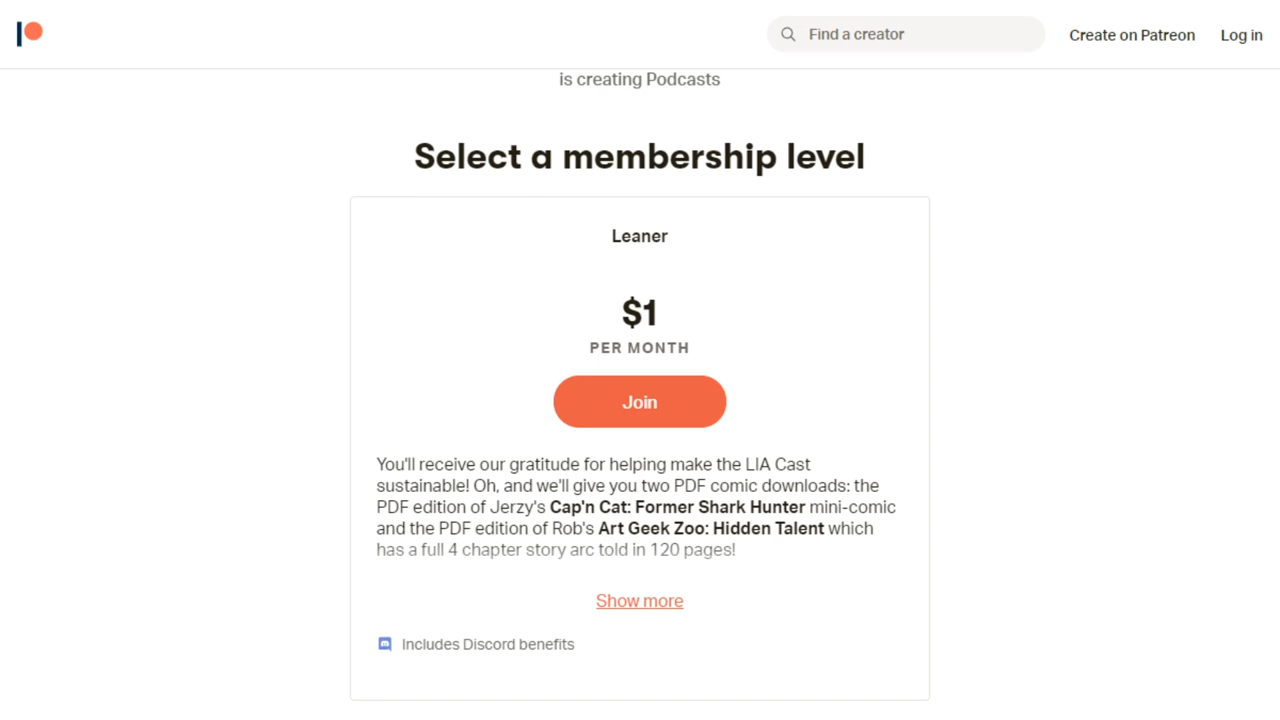 Find a creator
Create on Patreon
Log in
is creating Podcasts
Select a membership level
Leaner
$1
PER MONTH
Join
You'll receive our gratitude for helping make the LIA Cast
sustainable! Oh, and we'll give you two PDF comic downloads: the
PDF edition of Jerzy's Cap'n Cat: Former Shark Hunter mini-comic
and the PDF edition of Rob's Art Geek Zoo: Hidden Talent which
has a full 4 chapter story arc told in 120 pages!
Show more
Includes Discord benefits